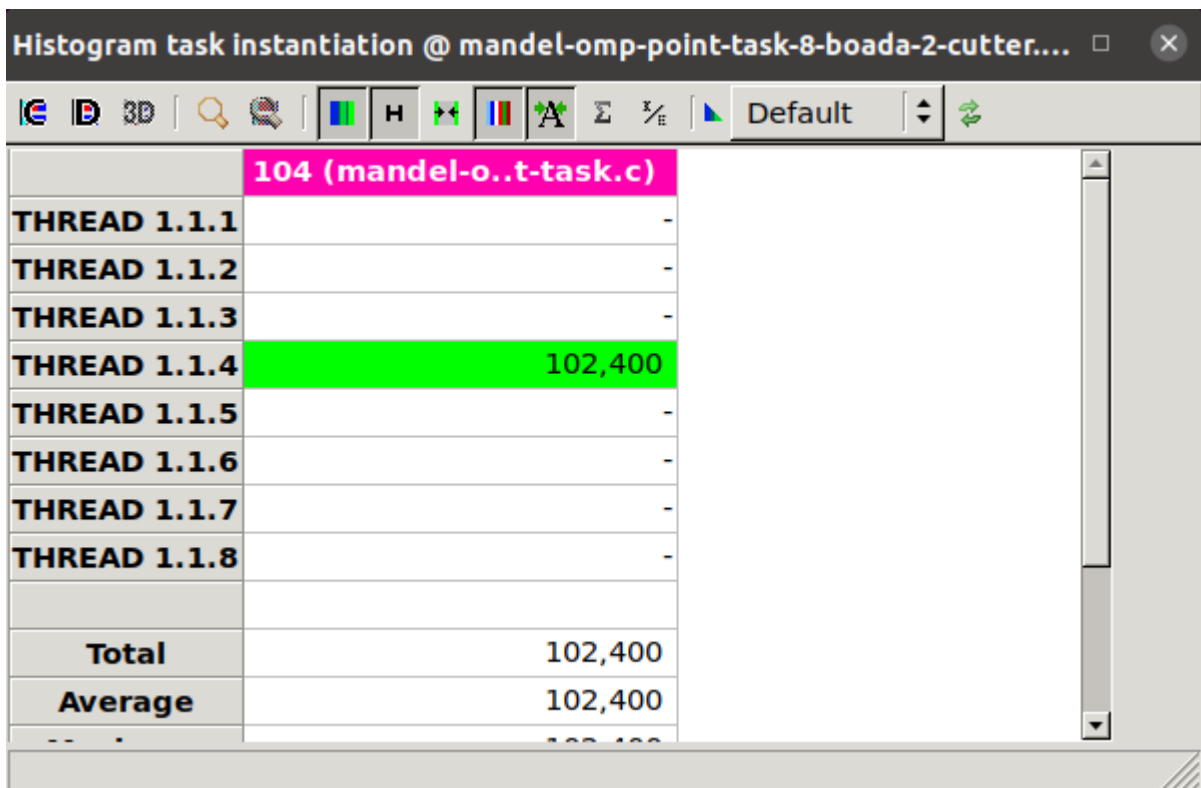 Histogram task instantiation @ mandel-omp-point-task-8-boada-2-cutter....
3D H A Σ Default
104 (mandel-o..t-task.c)
THREAD 1.1.1 -
THREAD 1.1.2 -
THREAD 1.1.3 -
THREAD 1.1.4 102,400
THREAD 1.1.5 -
THREAD 1.1.6 -
THREAD 1.1.7 -
THREAD 1.1.8 -
Total 102,400
Average 102,400